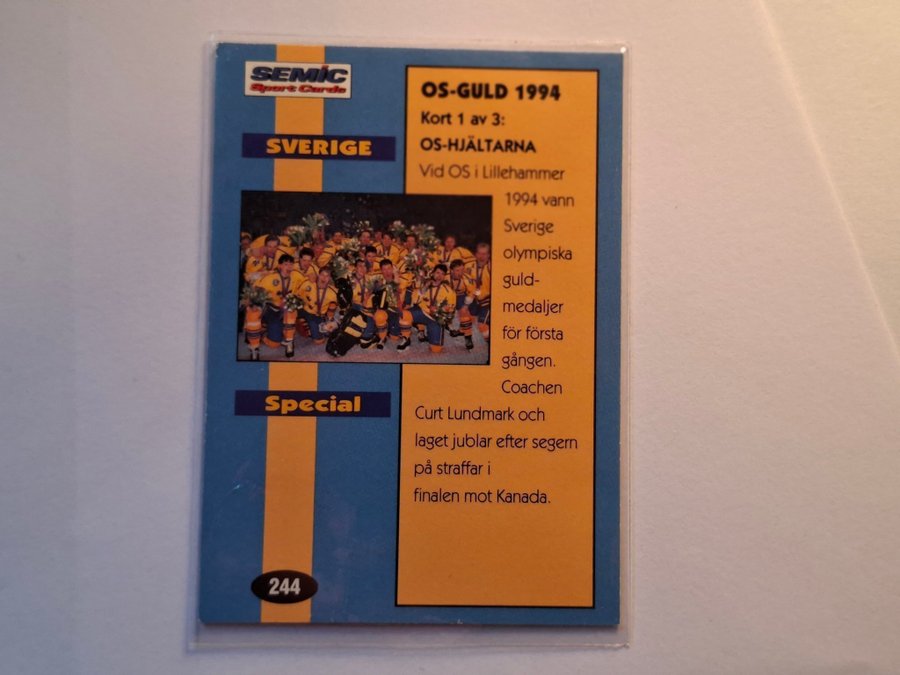 SEMIC
Sport Cards
SVERIGE
OS-GULD 1994
Kort 1 av 3:
OS-HJÄLTARNA
Vid OS i Lillehammer
1994 vann
Sverige
olympiska
guld-
medaljer
för första
gången.
Coachen
Curt Lundmark och
laget jublar efter segern
på straffar i
finalen mot Kanada.
Special
244